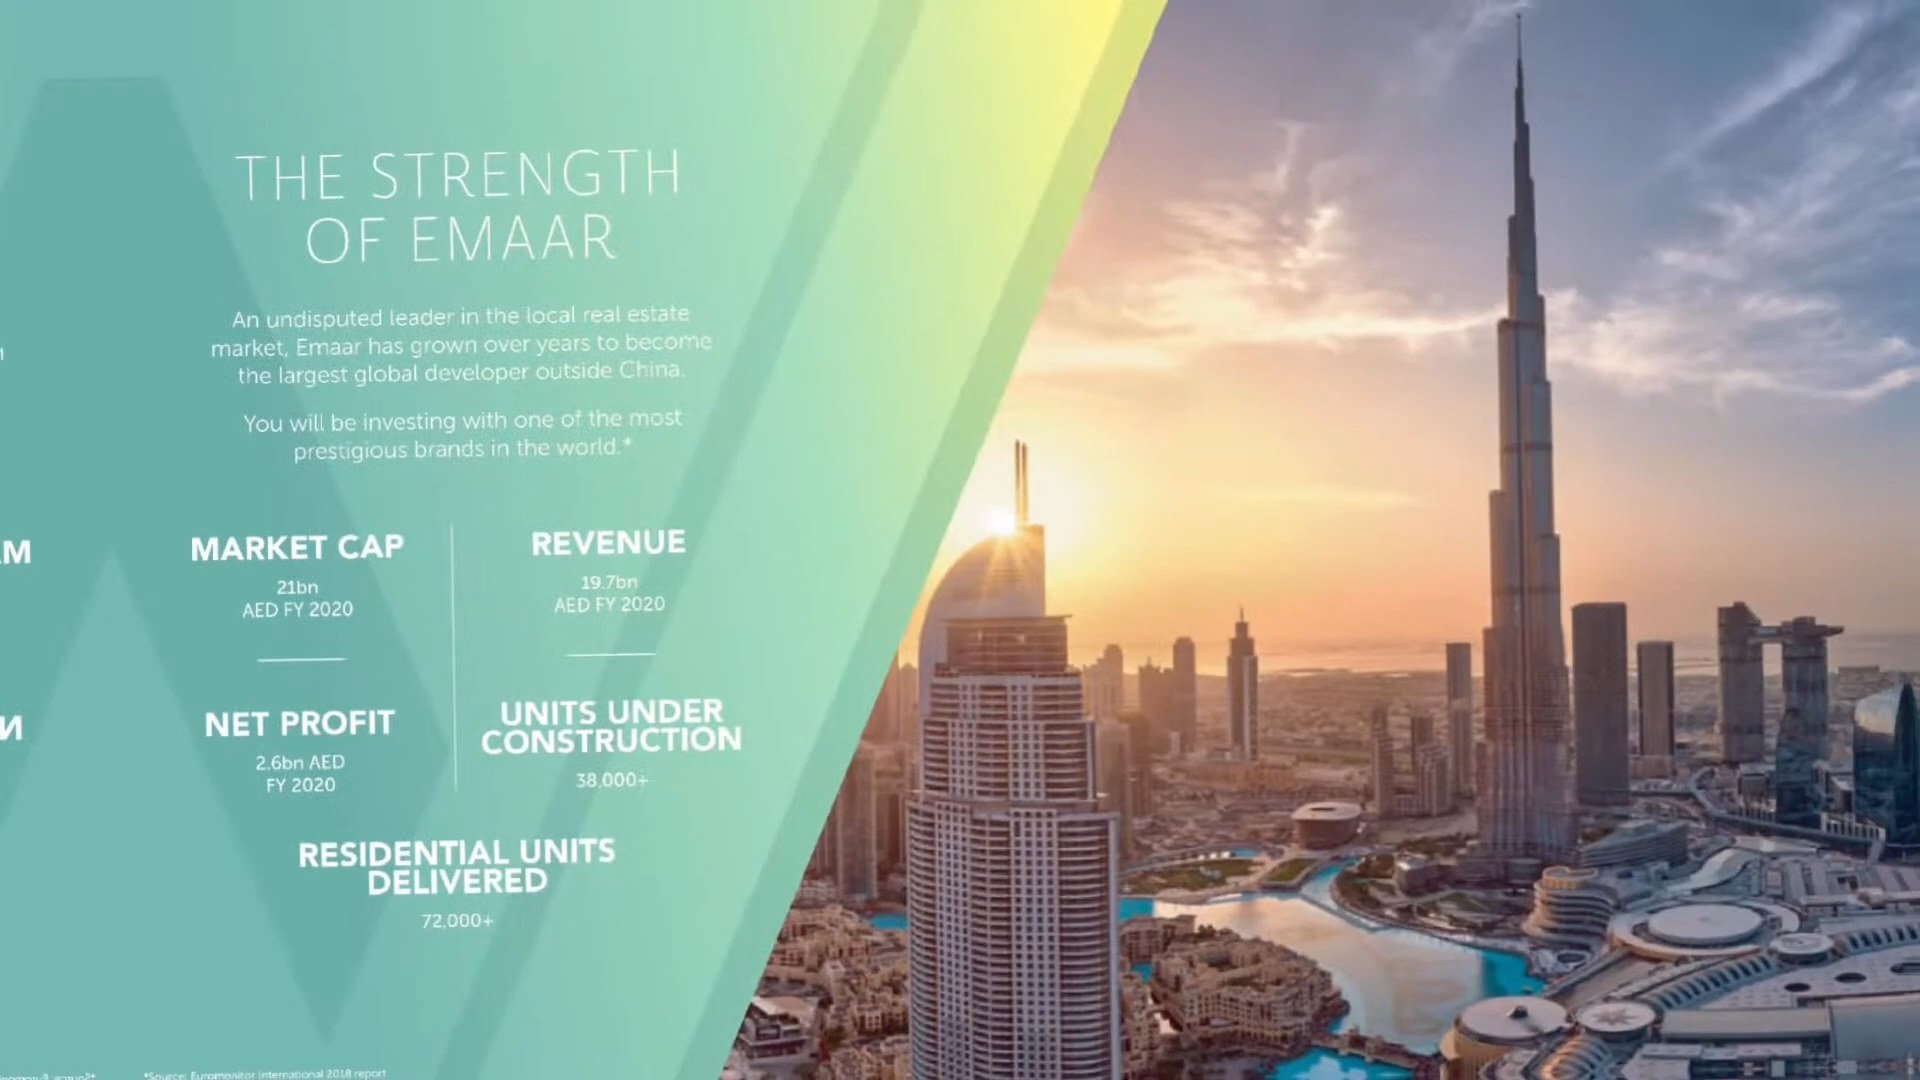 THE STRENGTH
OF EMAAR
An undisputed leader in the local real estate
market, Emaar has grown over years to become
the largest global developer outside China.
You will be investing with one of the most
prestigious brands in the world.*
MARKET CAP
21bn
AED FY 2020
REVENUE
19.7bn
AED FY 2020
NET PROFIT
2.6bn AED
FY 2020
UNITS UNDER
CONSTRUCTION
38,000+
RESIDENTIAL UNITS
DELIVERED
72,000+
*Source: Euromonitor International 2018 report